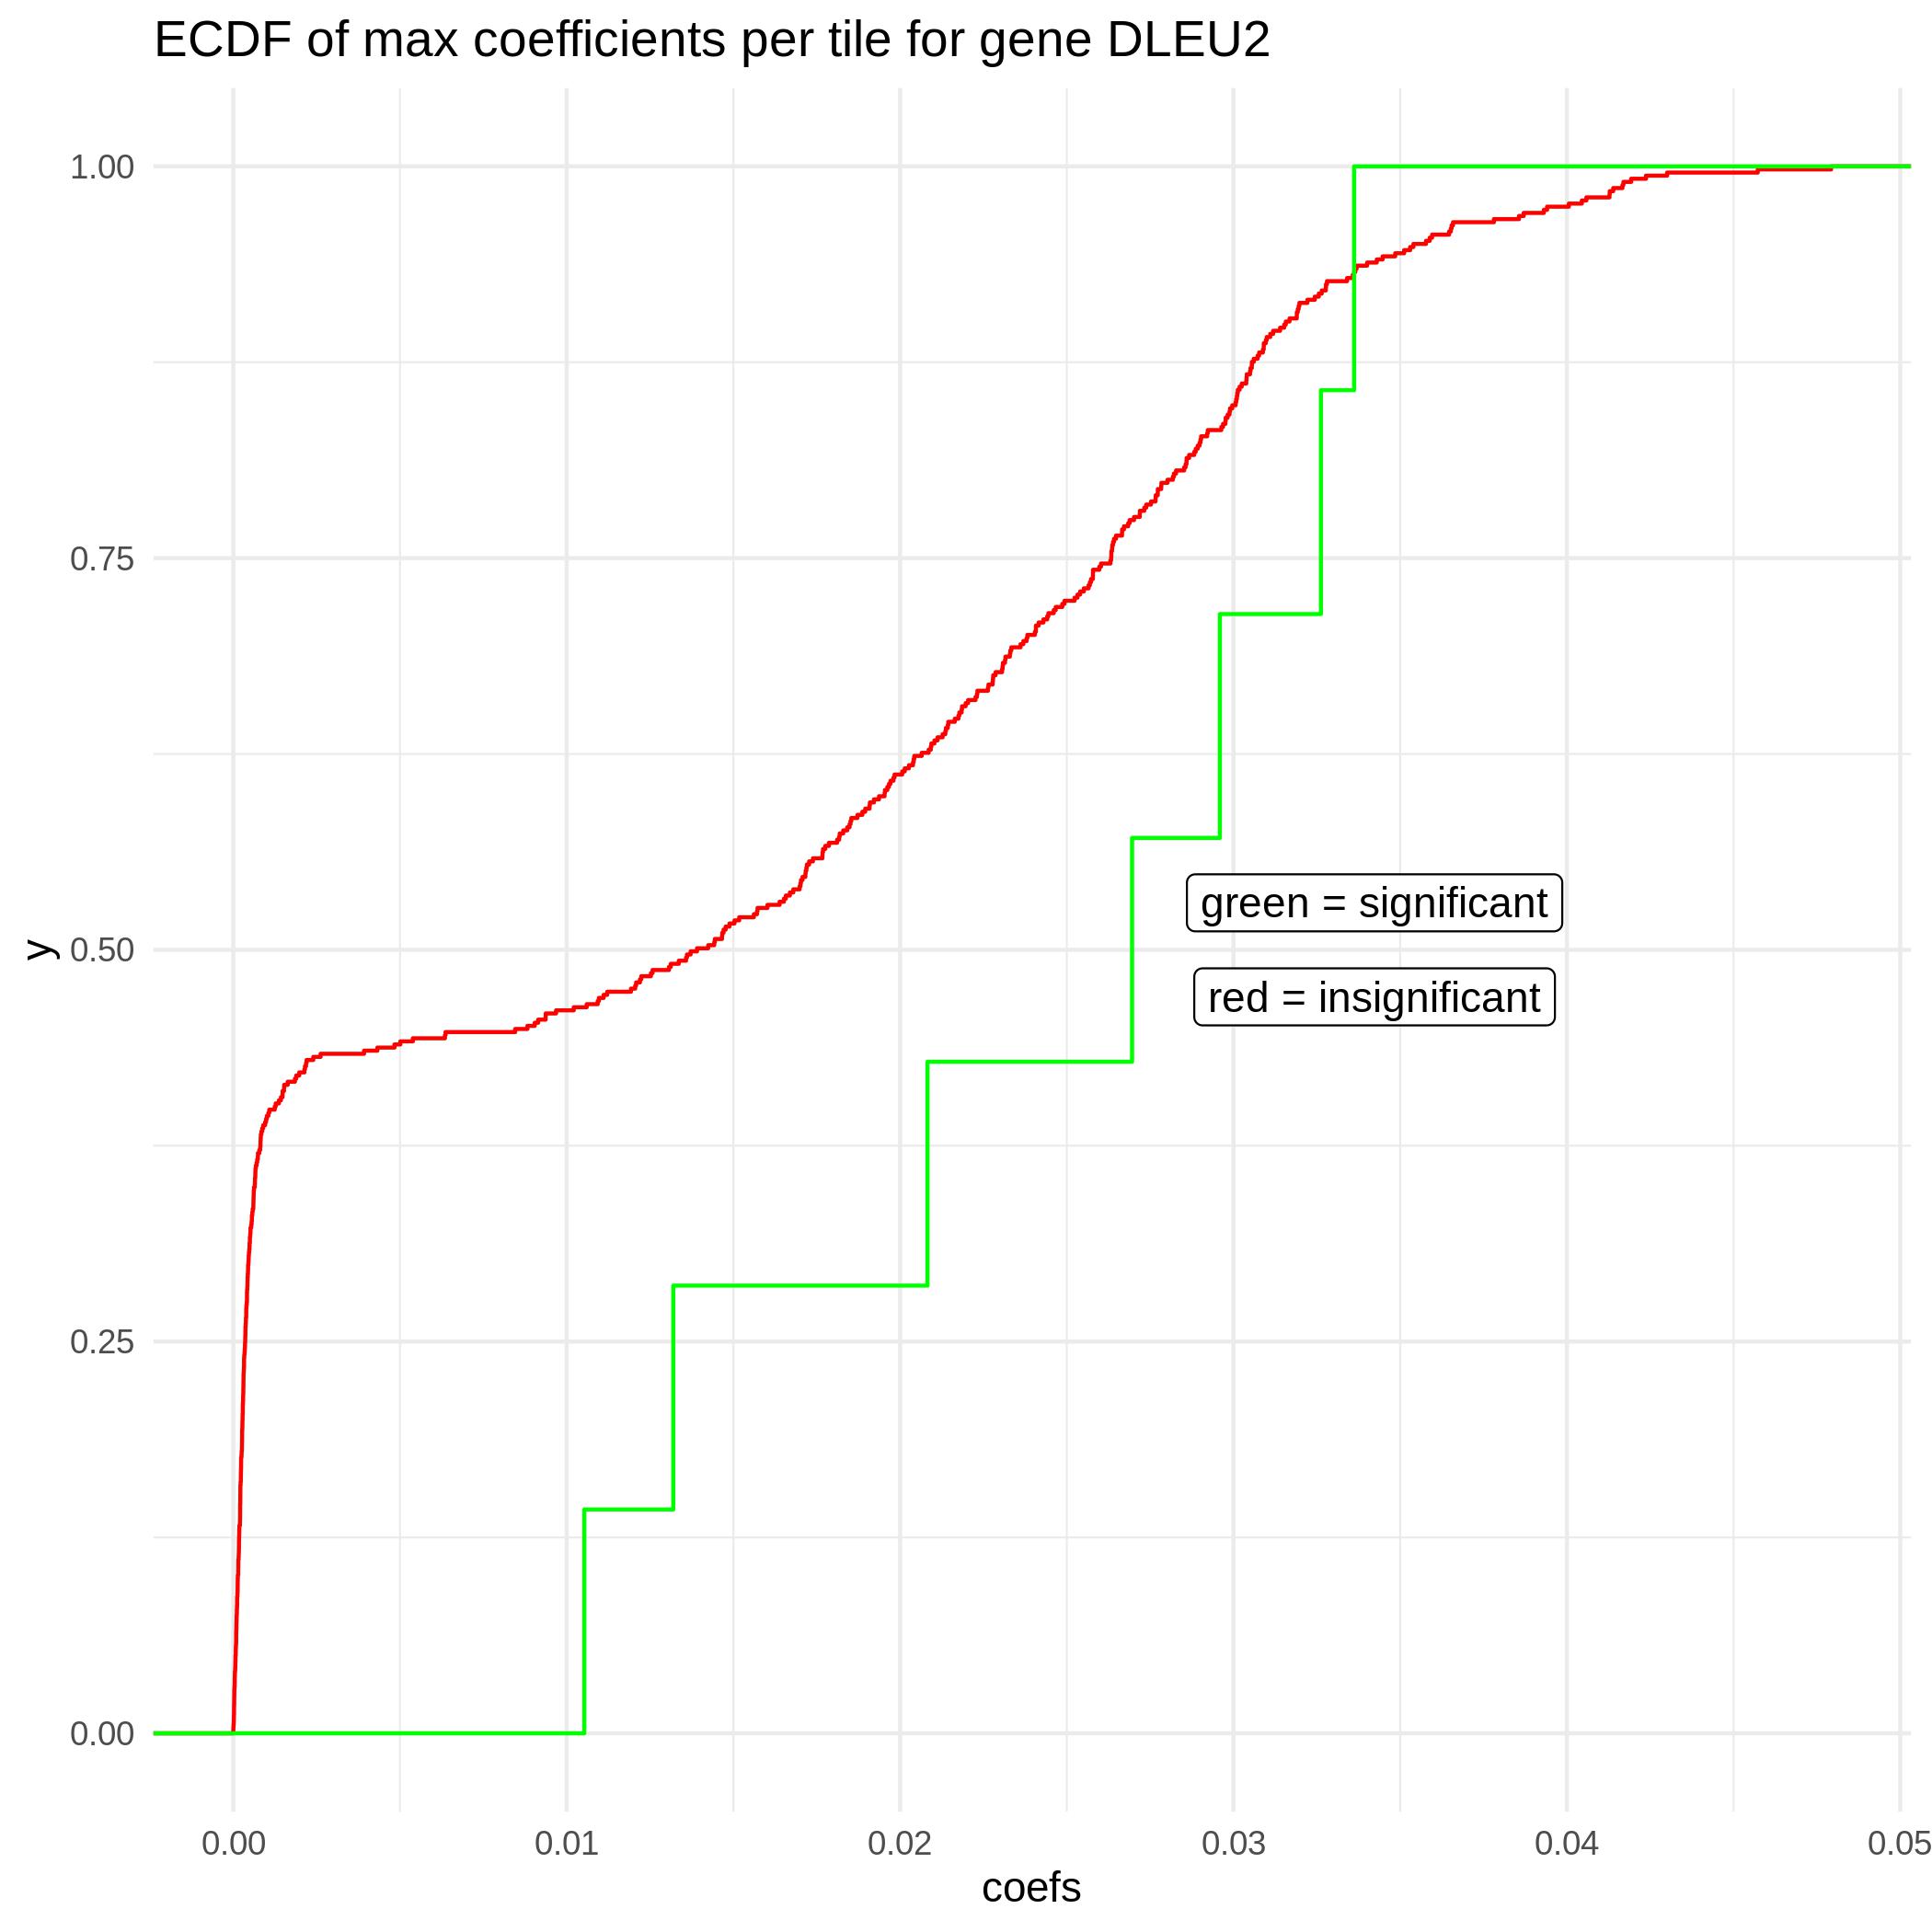 ECDF of max coefficients per tile for gene DLEU2
1.00
0.75
0.50
0.25
0.00
y
green = significant
red = insignificant
0.00 0.01 0.02 0.03 0.04 0.05
coefs